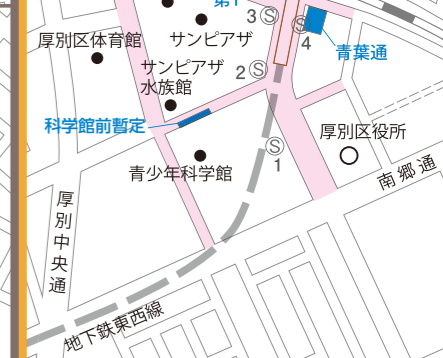 第1
3 Ⓢ
Ⓢ
4
厚別区体育館
サンピアザ
青葉通
サンピアザ
水族館
2 Ⓢ
科学館前暫定
厚別区役所
Ⓢ
1
青少年科学館
南郷通
厚別中央通
地下鉄東西線